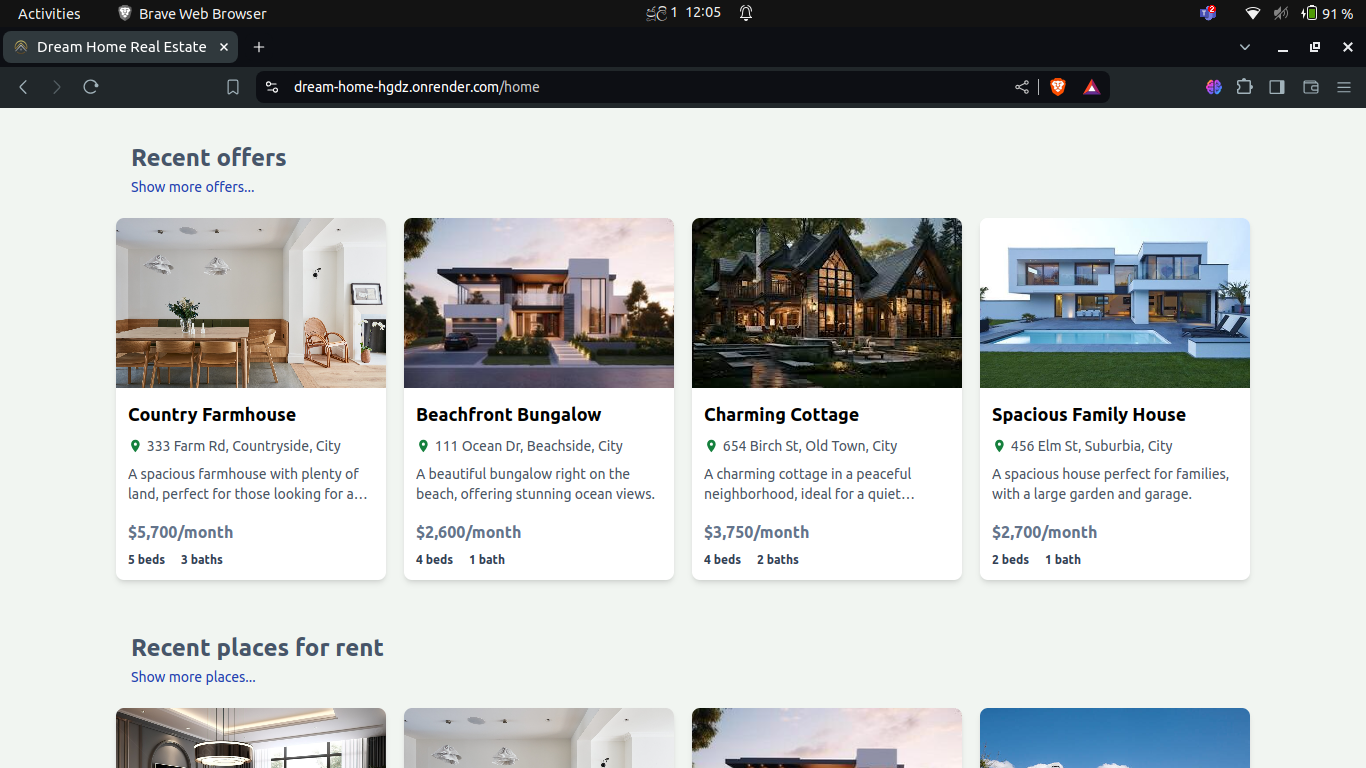 Activities
Brave Web Browser
ජූලි 1 12:05
2
91 %
Dream Home Real Estate
dream-home-hgdz.onrender.com/home
Recent offers
Show more offers...
Country Farmhouse
333 Farm Rd, Countryside, City
A spacious farmhouse with plenty of
land, perfect for those looking for a…
$5,700/month
5 beds 3 baths
Beachfront Bungalow
111 Ocean Dr, Beachside, City
A beautiful bungalow right on the
beach, offering stunning ocean views.
$2,600/month
4 beds 1 bath
Charming Cottage
654 Birch St, Old Town, City
A charming cottage in a peaceful
neighborhood, ideal for a quiet…
$3,750/month
4 beds 2 baths
Spacious Family House
456 Elm St, Suburbia, City
A spacious house perfect for families,
with a large garden and garage.
$2,700/month
2 beds 1 bath
Recent places for rent
Show more places...